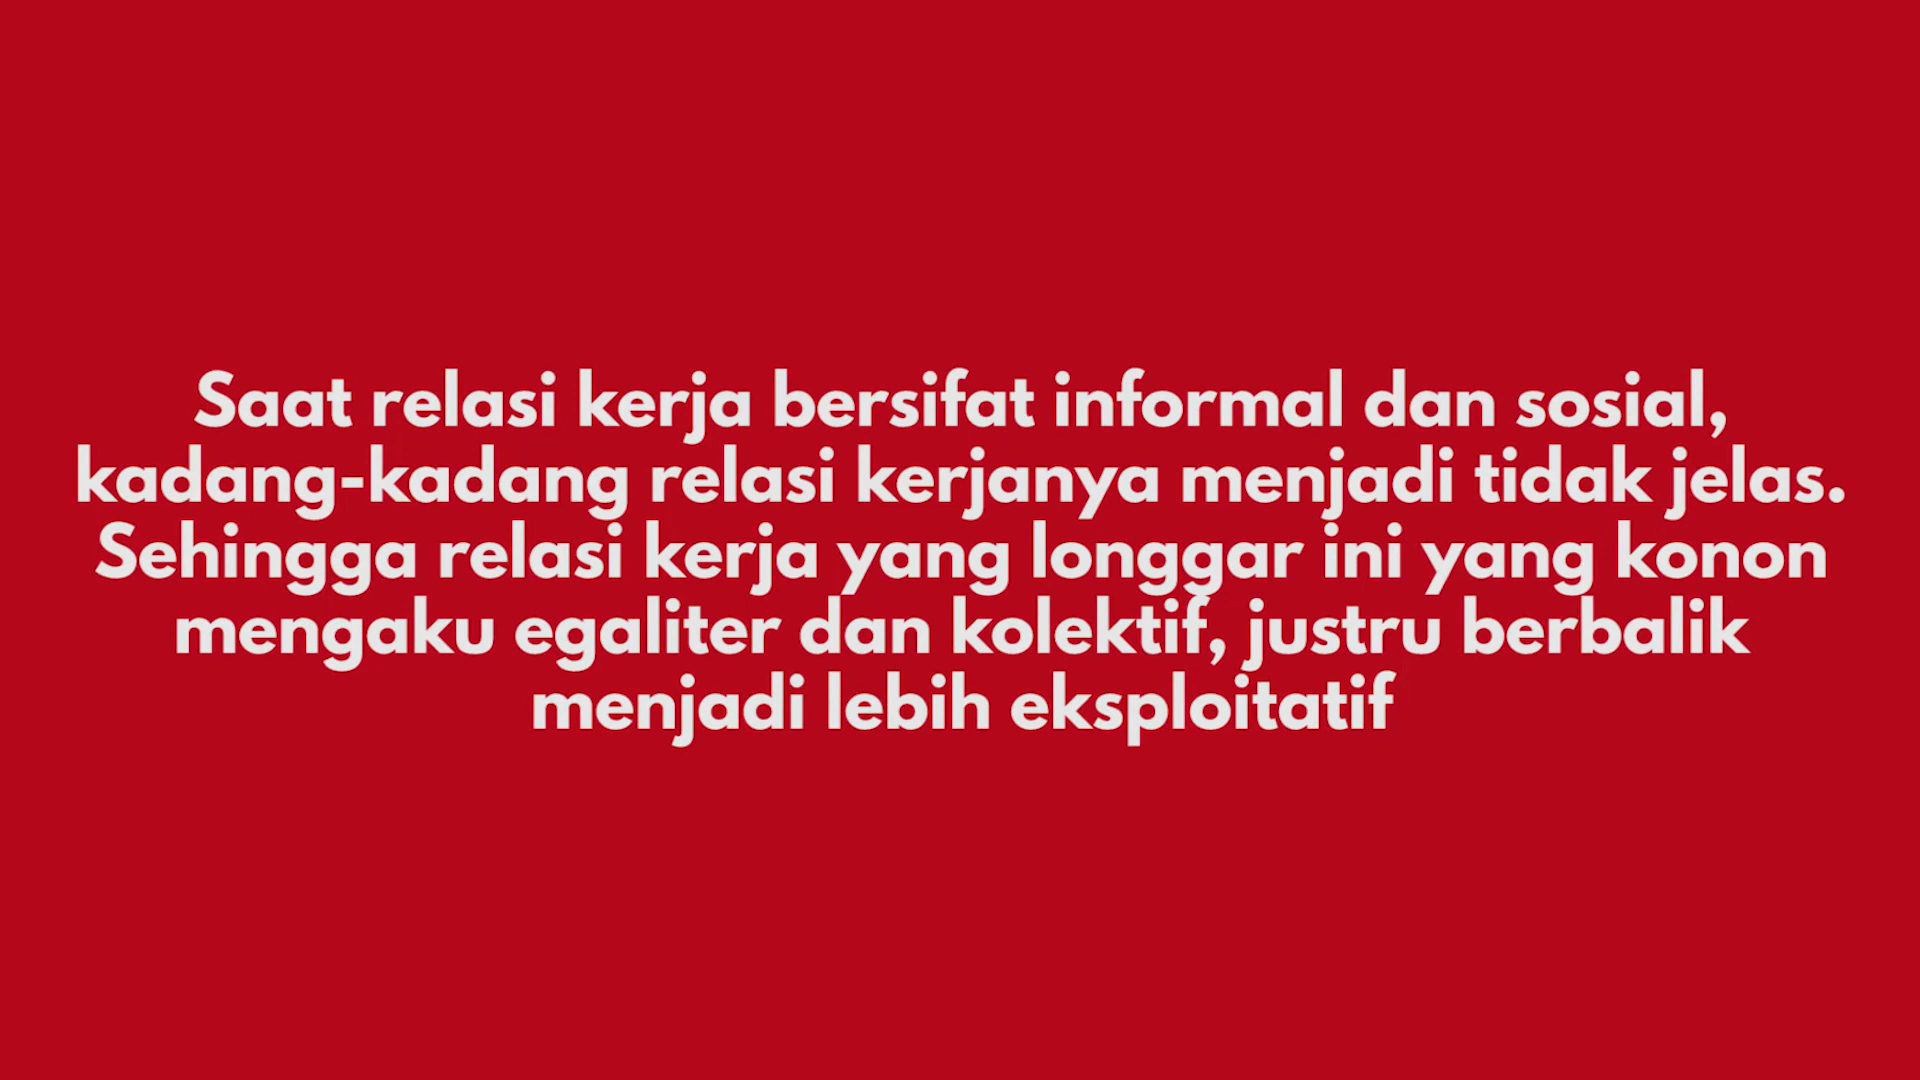 Saat relasi kerja bersifat informal dan sosial,
kadang-kadang relasi kerjanya menjadi tidak jelas.
Sehingga relasi kerja yang longgar ini yang konon
mengaku egaliter dan kolektif, justru berbalik
menjadi lebih eksploitatif